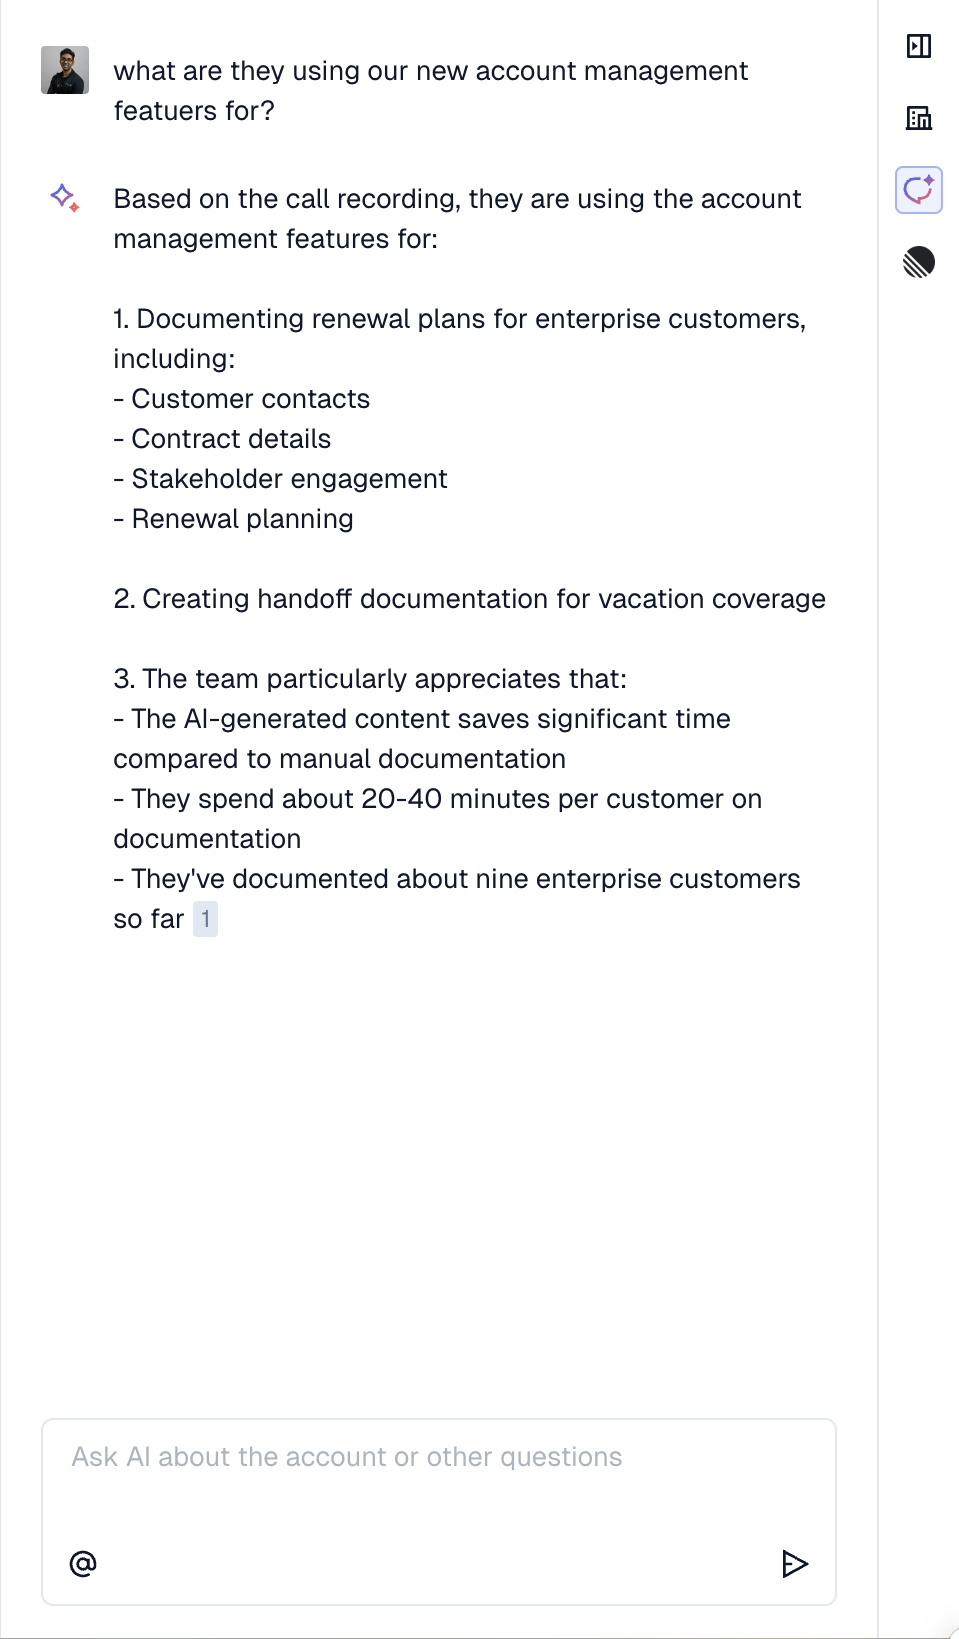 what are they using our new account management
featuers for?
Based on the call recording, they are using the account
management features for:
1. Documenting renewal plans for enterprise customers,
including:
- Customer contacts
- Contract details
- Stakeholder engagement
- Renewal planning
2. Creating handoff documentation for vacation coverage
3. The team particularly appreciates that:
- The AI-generated content saves significant time
compared to manual documentation
- They spend about 20-40 minutes per customer on
documentation
- They've documented about nine enterprise customers
so far 1
Ask AI about the account or other questions
@